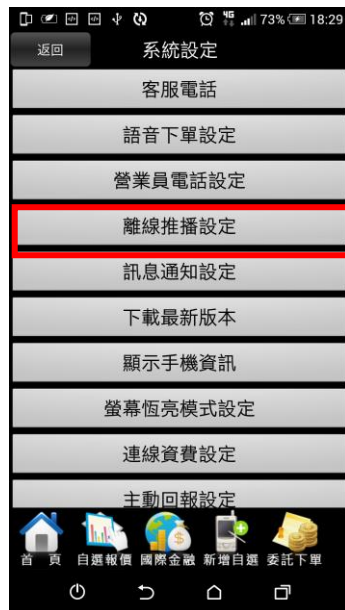 4G 73% 18:29
返回 系統設定
客服電話
語音下單設定
營業員電話設定
離線推播設定
訊息通知設定
下載最新版本
顯示手機資訊
螢幕恆亮模式設定
連線資費設定
主動回報設定
首 頁 自選報價 國際金融 新增自選 委託下單